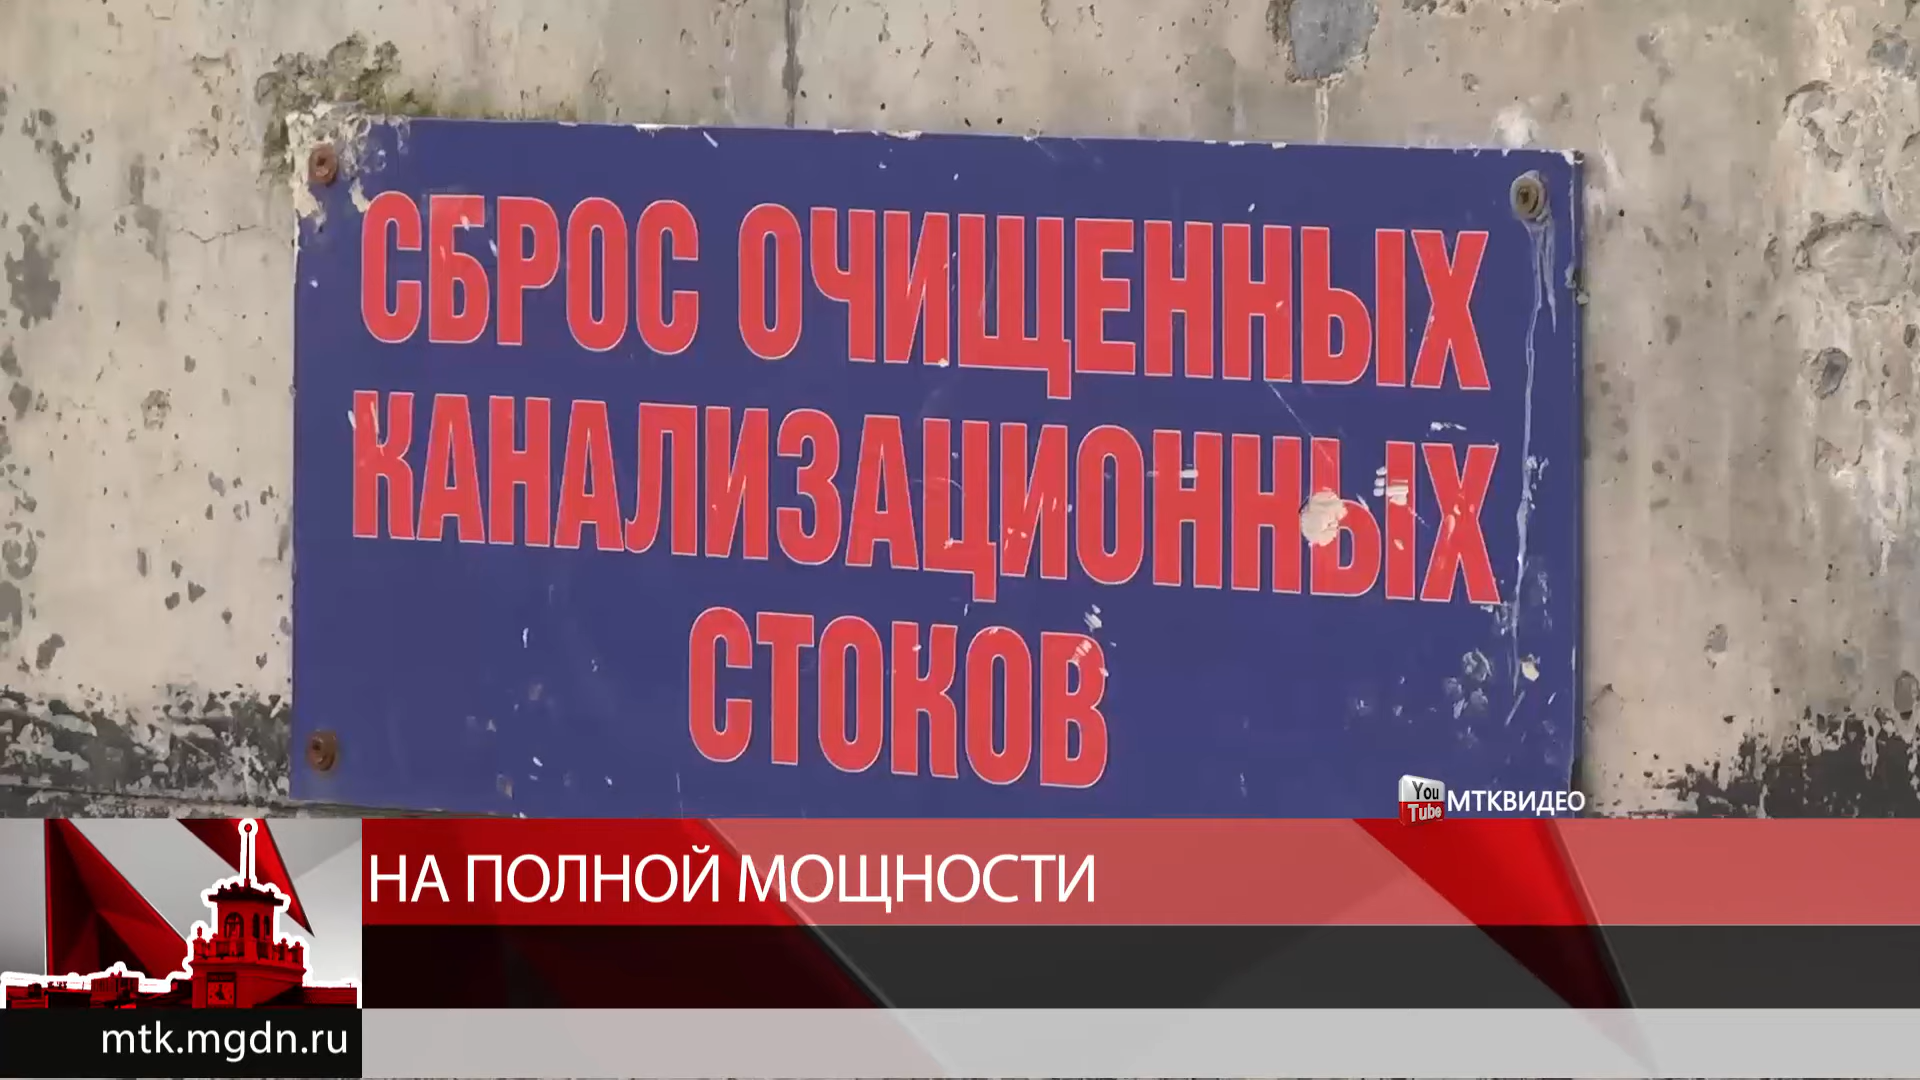 СБРОС ОЧИЩЕННЫХ
КАНАЛИЗАЦИОННЫХ
СТОКОВ
You Tube МТКВИДЕО
НА ПОЛНОЙ МОЩНОСТИ
mtk.mgdn.ru